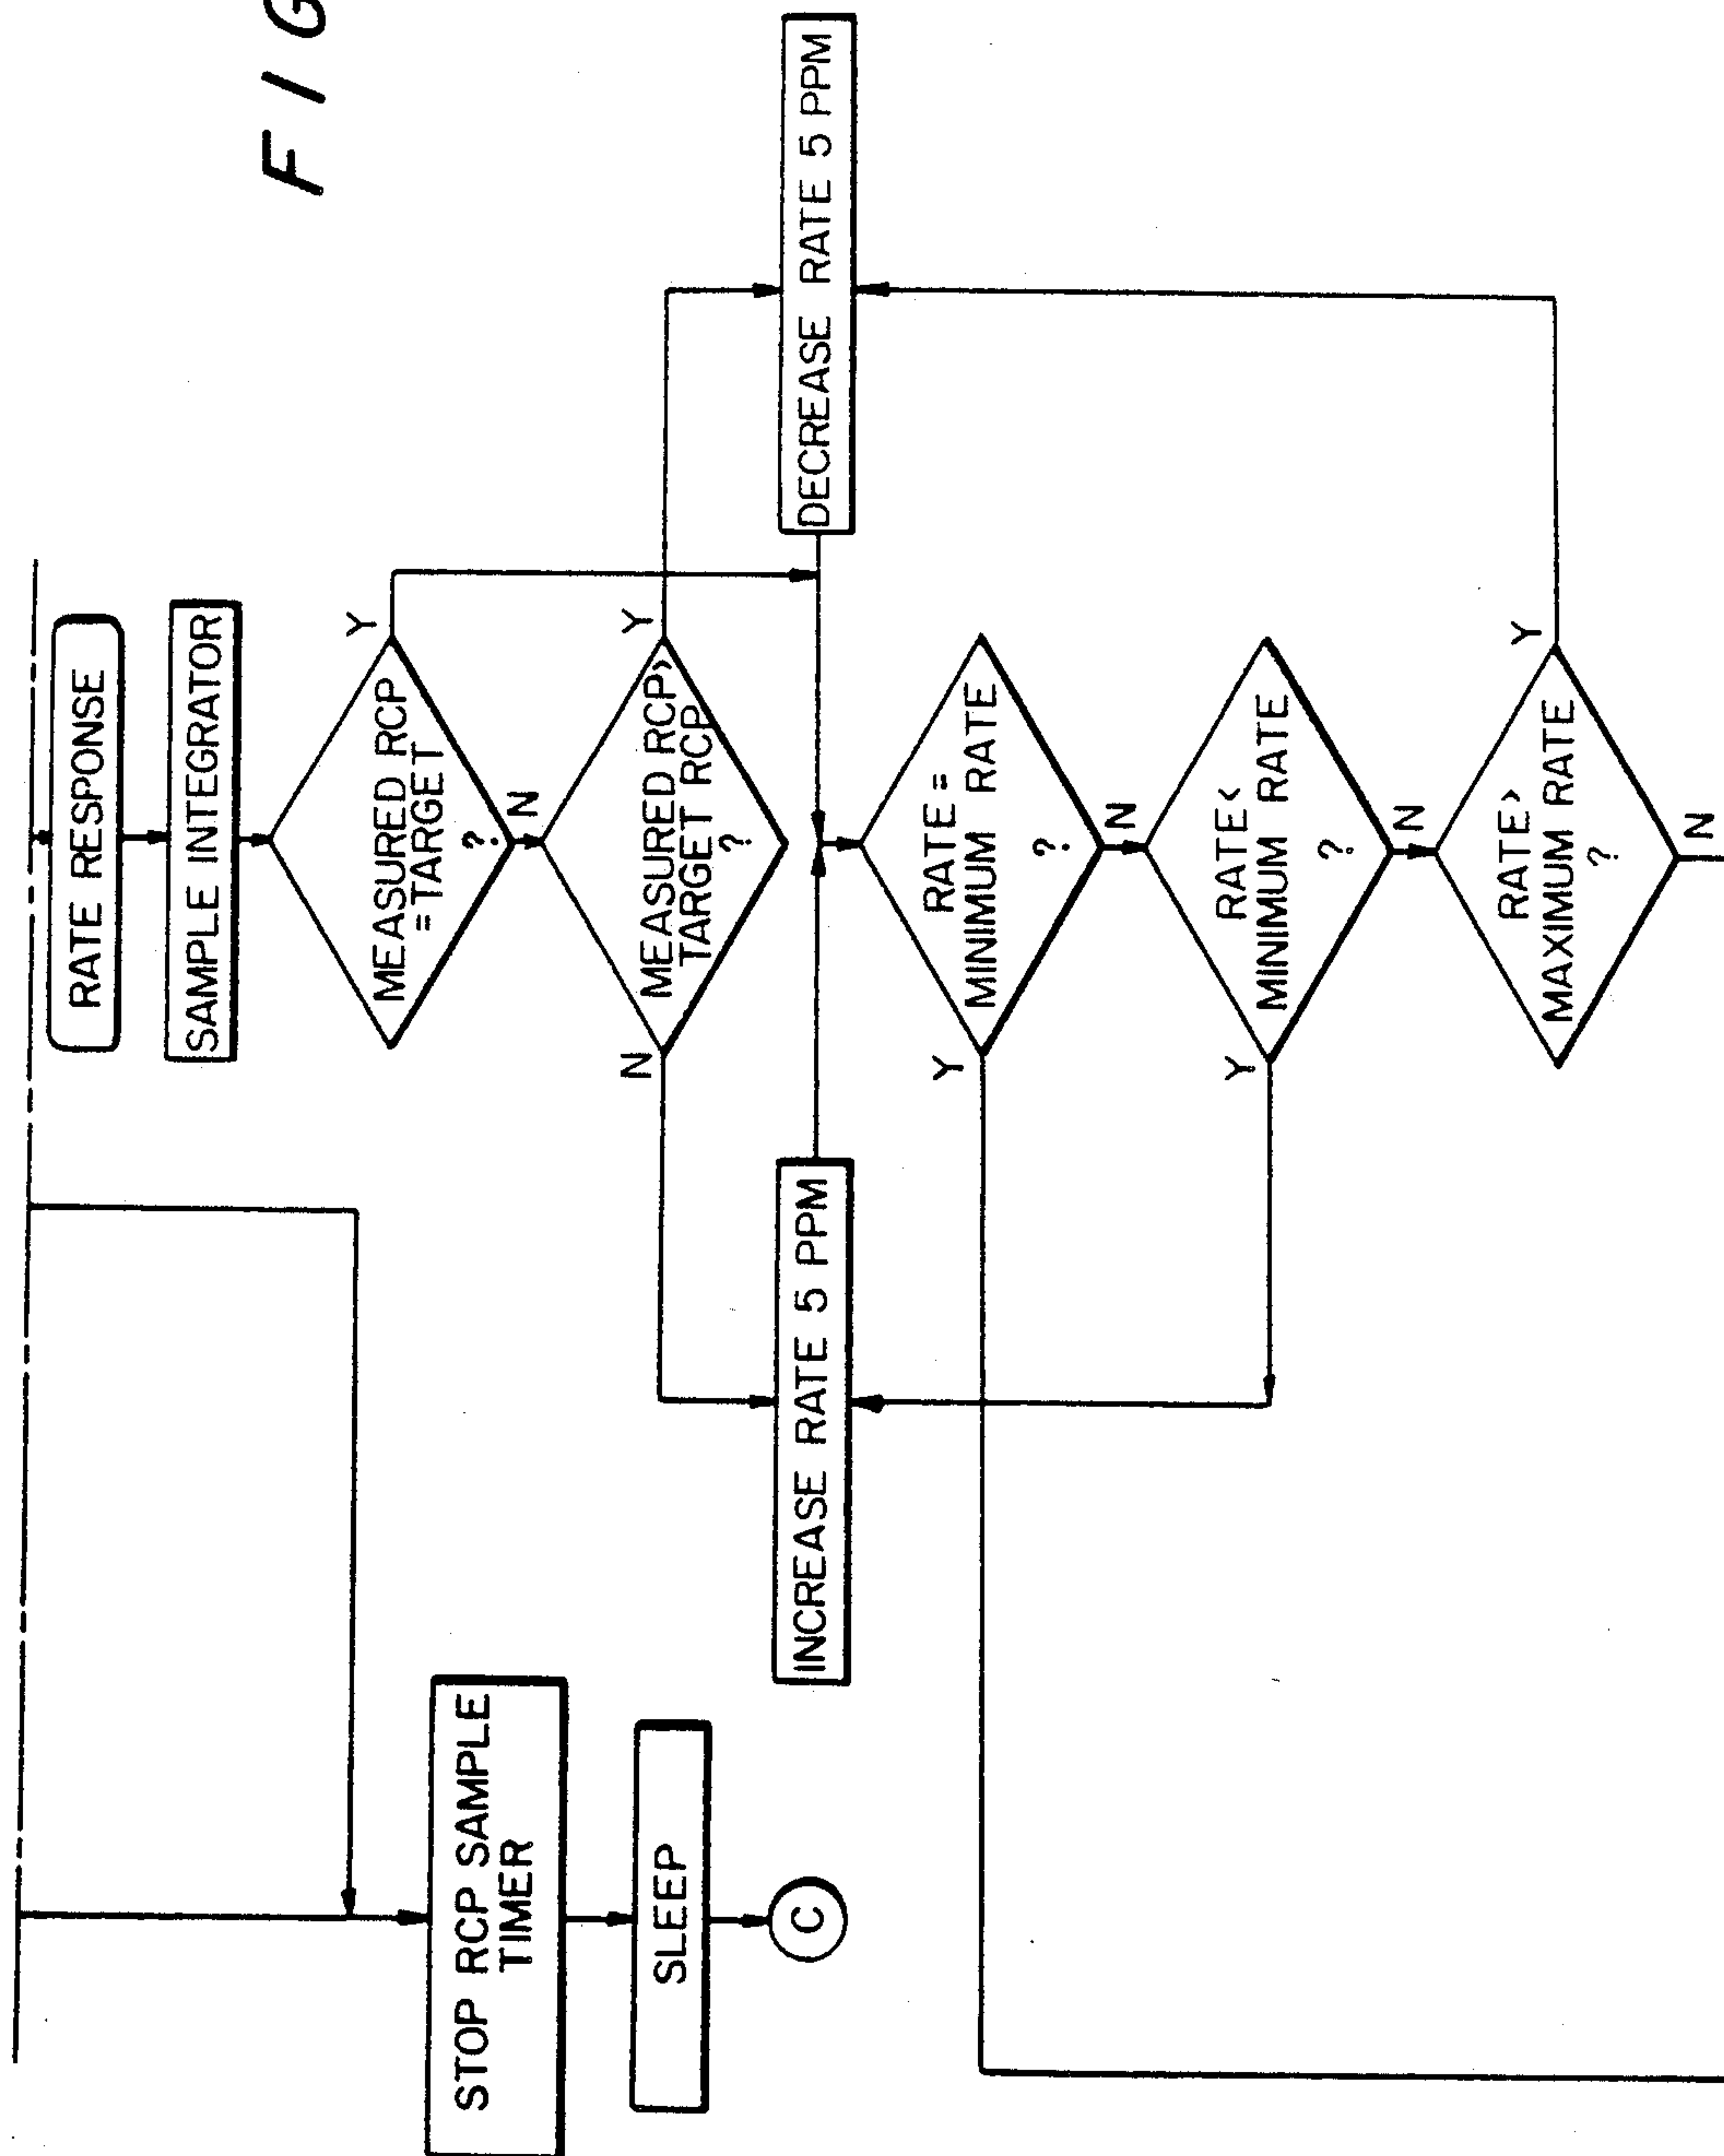 FIG
RATE RESPONSE
SAMPLE INTEGRATOR
MEASURED RCP
=TARGET
?
Y
N
MEASURED RCP>
TARGET RCP
?
N
Y
STOP RCP SAMPLE
TIMER
SLEEP
C
INCREASE RATE 5 PPM
DECREASE RATE 5 PPM
RATE=
MINIMUM RATE
?
Y
N
RATE<
MINIMUM RATE
?
Y
N
RATE>
MAXIMUM RATE
?
Y
N